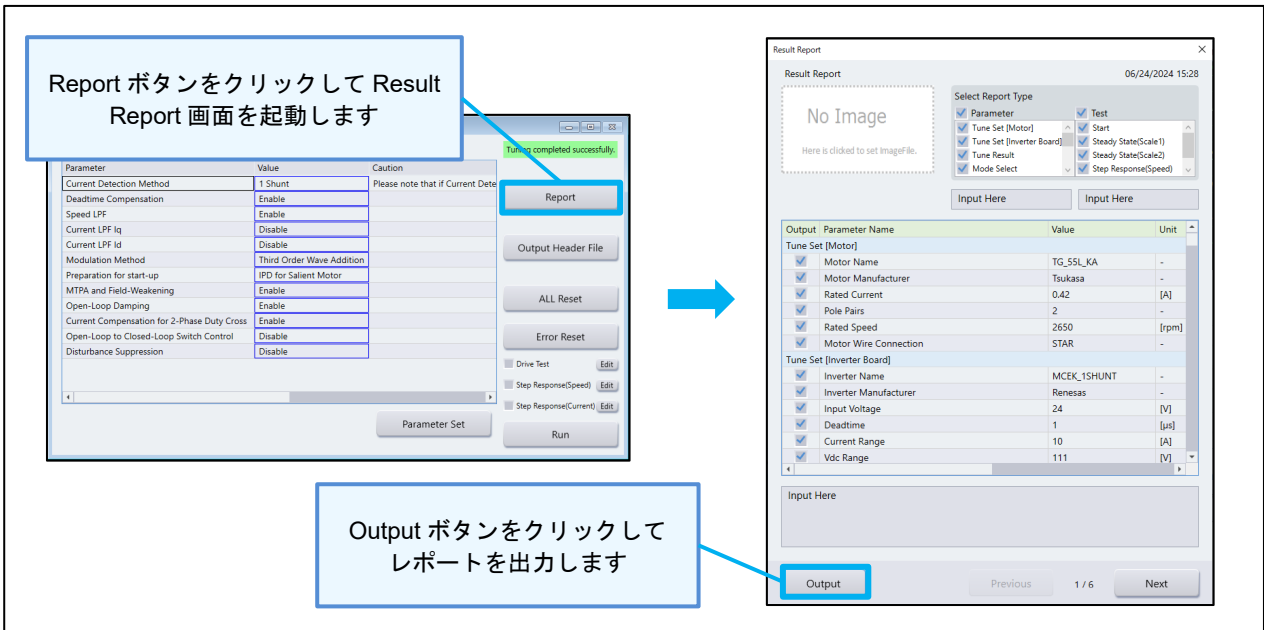 Report ボタンをクリックして Result
Report 画面を起動します
Tuning completed successfully.
Parameter Value Caution
Current Detection Method 1 Shunt Please note that if Current Dete
Deadtime Compensation Enable
Speed LPF Enable
Current LPF Iq Disable
Current LPF Id Disable
Modulation Method Third Order Wave Addition
Preparation for start-up IPD for Salient Motor
MTPA and Field-Weakening Enable
Open-Loop Damping Enable
Current Compensation for 2-Phase Duty Cross Enable
Open-Loop to Closed-Loop Switch Control Disable
Disturbance Suppression Disable
Report
Output Header File
ALL Reset
Error Reset
Drive Test Edit
Step Response(Speed) Edit
Step Response(Current) Edit
Parameter Set
Run
Output ボタンをクリックして
レポートを出力します
Result Report
Result Report 06/24/2024 15:28
No Image
Here is clicked to set ImageFile.
Select Report Type
Parameter
Tune Set [Motor]
Tune Set [Inverter Board]
Tune Result
Mode Select
Test
Start
Steady State(Scale1)
Steady State(Scale2)
Step Response(Speed)
Input Here Input Here
Output Parameter Name Value Unit
Tune Set [Motor]
Motor Name TG_55L_KA -
Motor Manufacturer Tsukasa -
Rated Current 0.42 [A]
Pole Pairs 2 -
Rated Speed 2650 [rpm]
Motor Wire Connection STAR -
Tune Set [Inverter Board]
Inverter Name MCEK_1SHUNT -
Inverter Manufacturer Renesas -
Input Voltage 24 [V]
Deadtime 1 [μs]
Current Range 10 [A]
Vdc Range 111 [V]
Input Here
Output Previous 1 / 6 Next